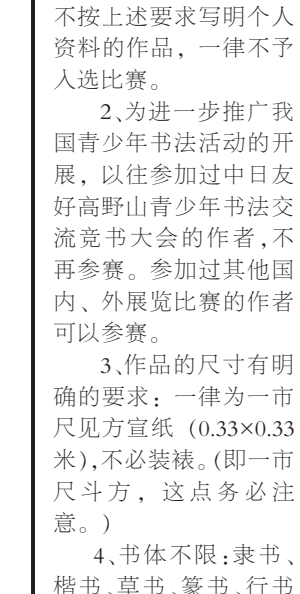 不按上述要求写明个人
资料的作品，一律不予
入选比赛。
2、为进一步推广我
国青少年书法活动的开
展，以往参加过中日友
好高野山青少年书法交
流竞书大会的作者,不
再参赛。参加过其他国
内、外展览比赛的作者
可以参赛。
3、作品的尺寸有明
确的要求：一律为一市
尺见方宣纸 (0.33×0.33
米),不必装裱。(即一市
尺斗方，这点务必注
意。)
4、书体不限:隶书、
楷书、草书、篆书、行书